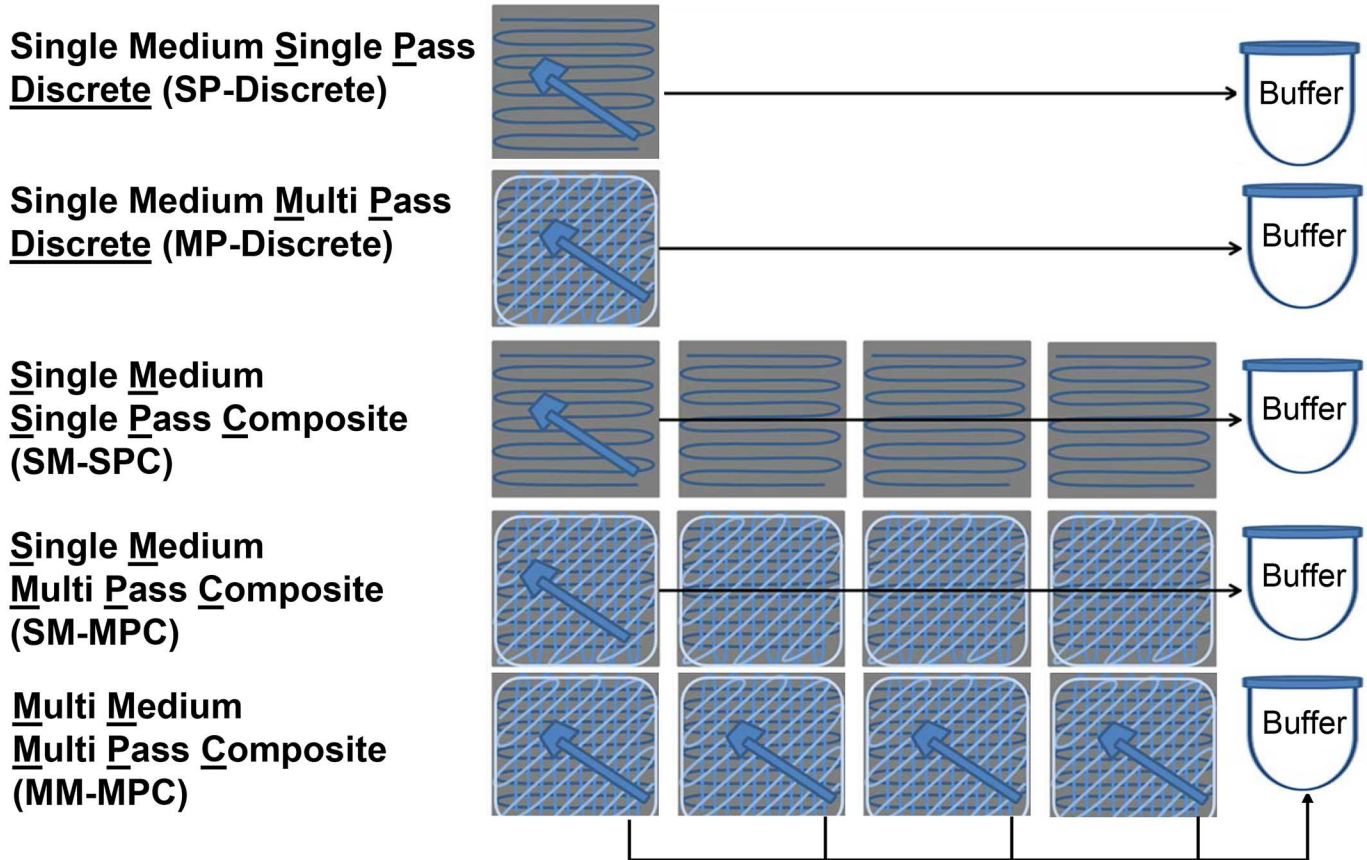 Single Medium Single Pass
Discrete (SP-Discrete)
Buffer
Single Medium Multi Pass
Discrete (MP-Discrete)
Buffer
Single Medium
Single Pass Composite
(SM-SPC)
Buffer
Single Medium
Multi Pass Composite
(SM-MPC)
Buffer
Multi Medium
Multi Pass Composite
(MM-MPC)
Buffer